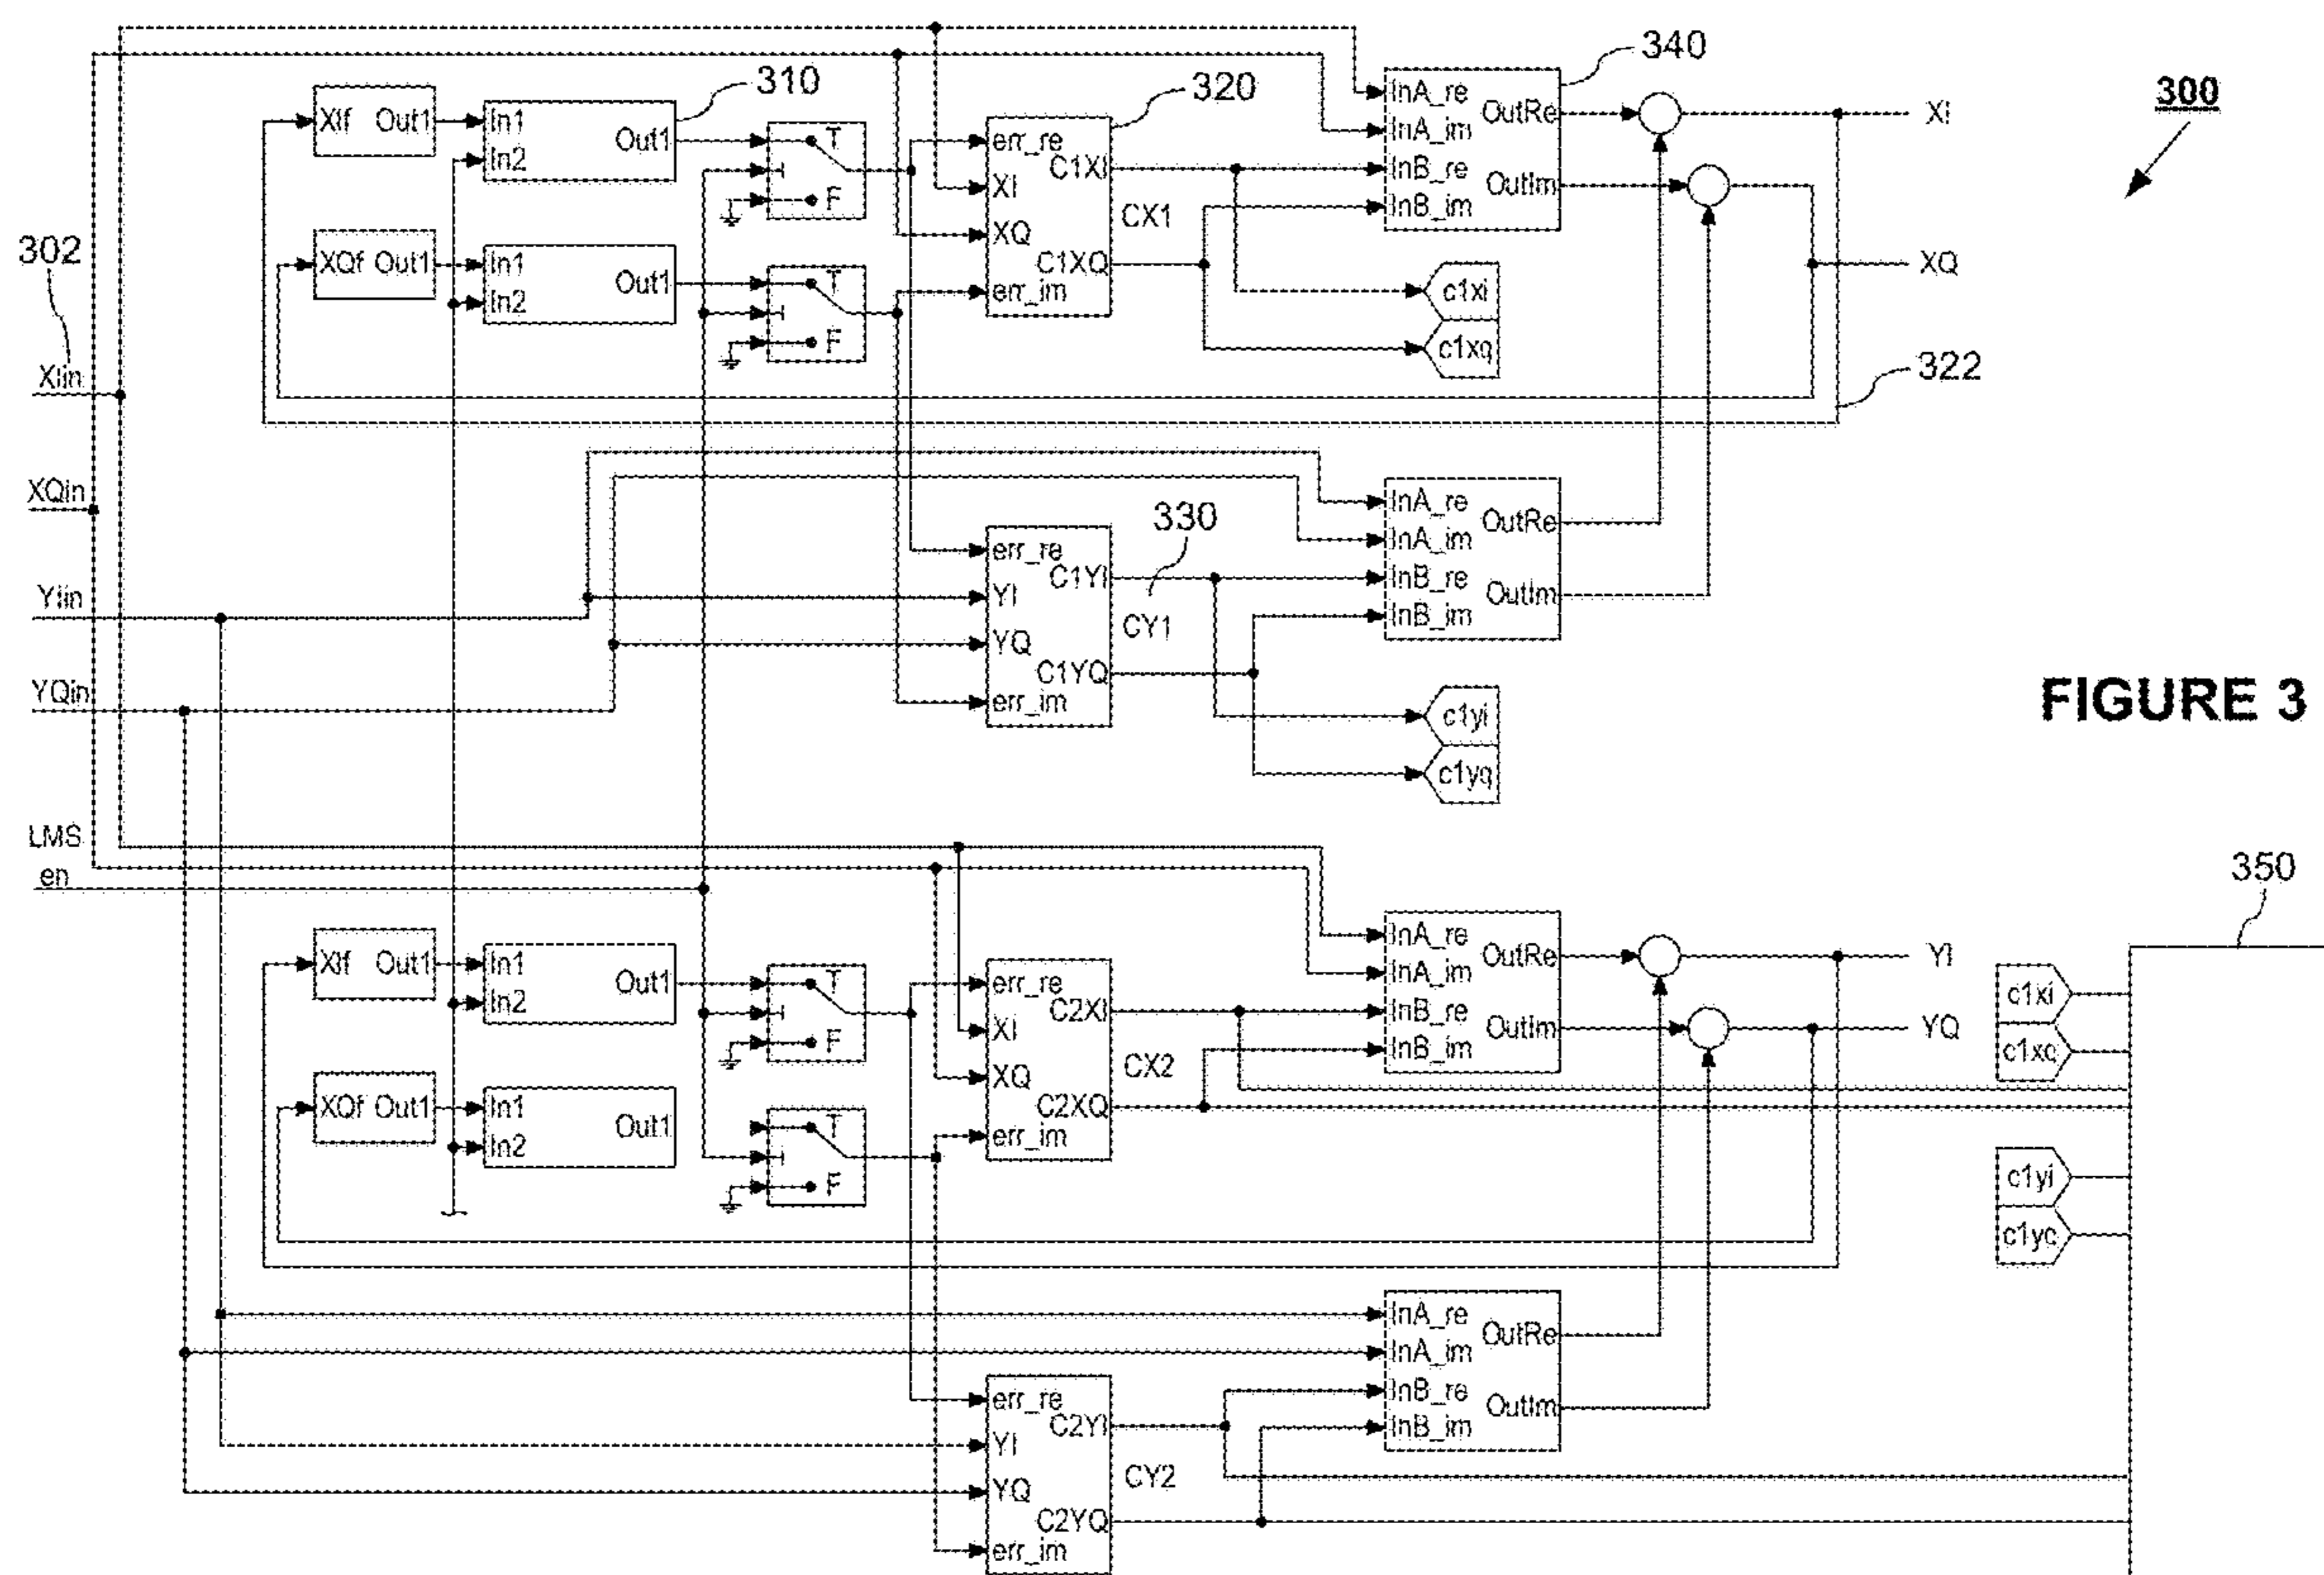 340
310
320
300
XIf Out1
In1
In2
Out1
T
F
err_re
XI
XQ
err_im
C1XI
C1XQ
CX1
InA_re
InA_im
InB_re
InB_im
OutRe
OutIm
XI
302
XQf Out1
In1
In2
Out1
T
F
XQ
c1xi
c1xq
322
XIin
XQin
YIin
YQin
330
err_re
YI
YQ
err_im
C1YI
C1YQ
CY1
InA_re
InA_im
InB_re
InB_im
OutRe
OutIm
c1yi
c1yq
FIGURE 3
LMS
en
350
XIf Out1
In1
In2
Out1
T
F
err_re
XI
XQ
err_im
C2XI
C2XQ
CX2
InA_re
InA_im
InB_re
InB_im
OutRe
OutIm
YI
YQ
c1xi
c1xq
XQf Out1
In1
In2
Out1
T
F
c1yi
c1yc
InA_re
InA_im
InB_re
InB_im
OutRe
OutIm
err_re
YI
YQ
err_im
C2YI
C2YQ
CY2